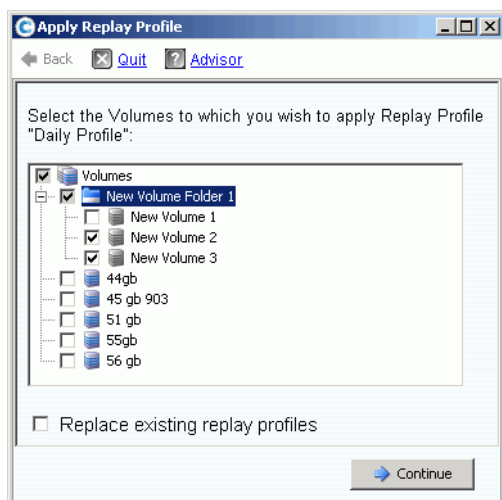 Apply Replay Profile
Back Quit ? Advisor
Select the Volumes to which you wish to apply Replay Profile
"Daily Profile":
Volumes
New Volume Folder 1
New Volume 1
New Volume 2
New Volume 3
44gb
45 gb 903
51 gb
55gb
56 gb
Replace existing replay profiles
Continue